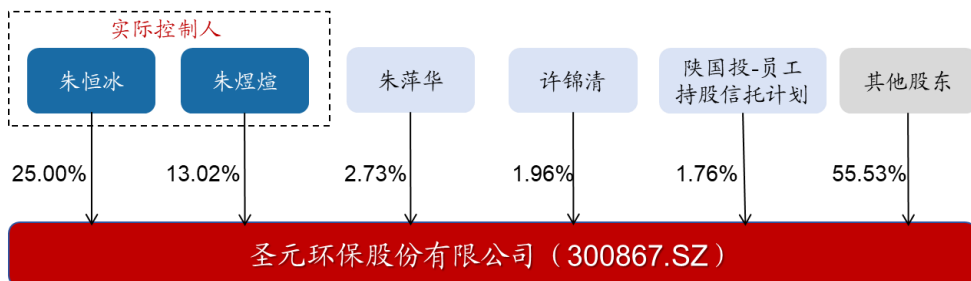 实际控制人
朱恒冰
朱煜煊
朱萍华
许锦清
陕国投-员工
持股信托计划
其他股东
25.00%
13.02%
2.73%
1.96%
1.76%
55.53%
圣元环保股份有限公司（300867.SZ）